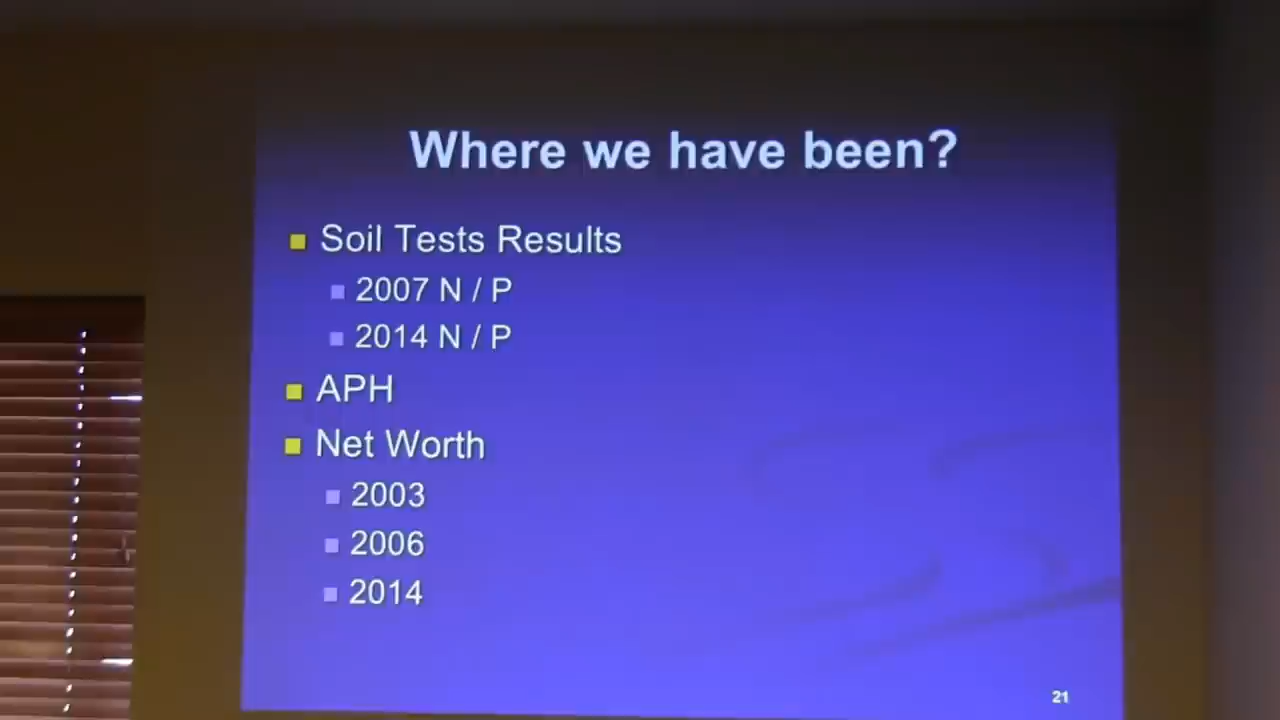 Where we have been?
Soil Tests Results
2007 N / P
2014 N / P
APH
Net Worth
2003
2006
2014
21